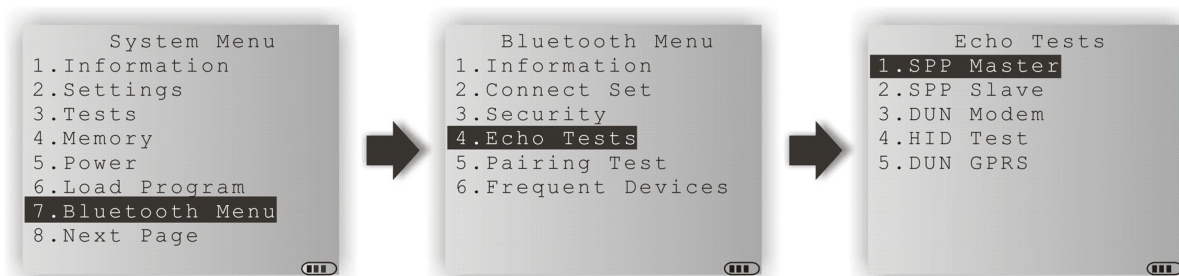 System Menu
1.Information
2.Settings
3.Tests
4.Memory
5.Power
6.Load Program
7.Bluetooth Menu
8.Next Page
Bluetooth Menu
1.Information
2.Connect Set
3.Security
4.Echo Tests
5.Pairing Test
6.Frequent Devices
Echo Tests
1.SPP Master
2.SPP Slave
3.DUN Modem
4.HID Test
5.DUN GPRS